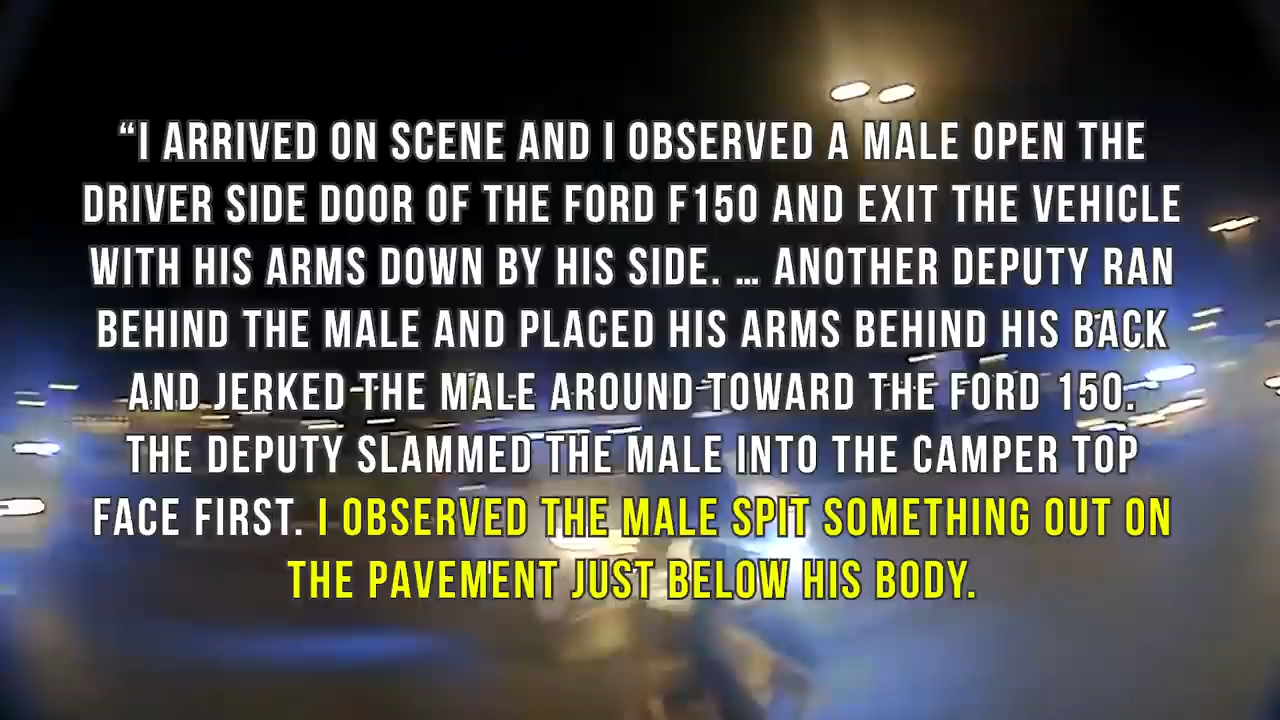 “I ARRIVED ON SCENE AND I OBSERVED A MALE OPEN THE
DRIVER SIDE DOOR OF THE FORD F150 AND EXIT THE VEHICLE
WITH HIS ARMS DOWN BY HIS SIDE. … ANOTHER DEPUTY RAN
BEHIND THE MALE AND PLACED HIS ARMS BEHIND HIS BACK
AND JERKED THE MALE AROUND TOWARD THE FORD 150.
THE DEPUTY SLAMMED THE MALE INTO THE CAMPER TOP
FACE FIRST. I OBSERVED THE MALE SPIT SOMETHING OUT ON
THE PAVEMENT JUST BELOW HIS BODY.